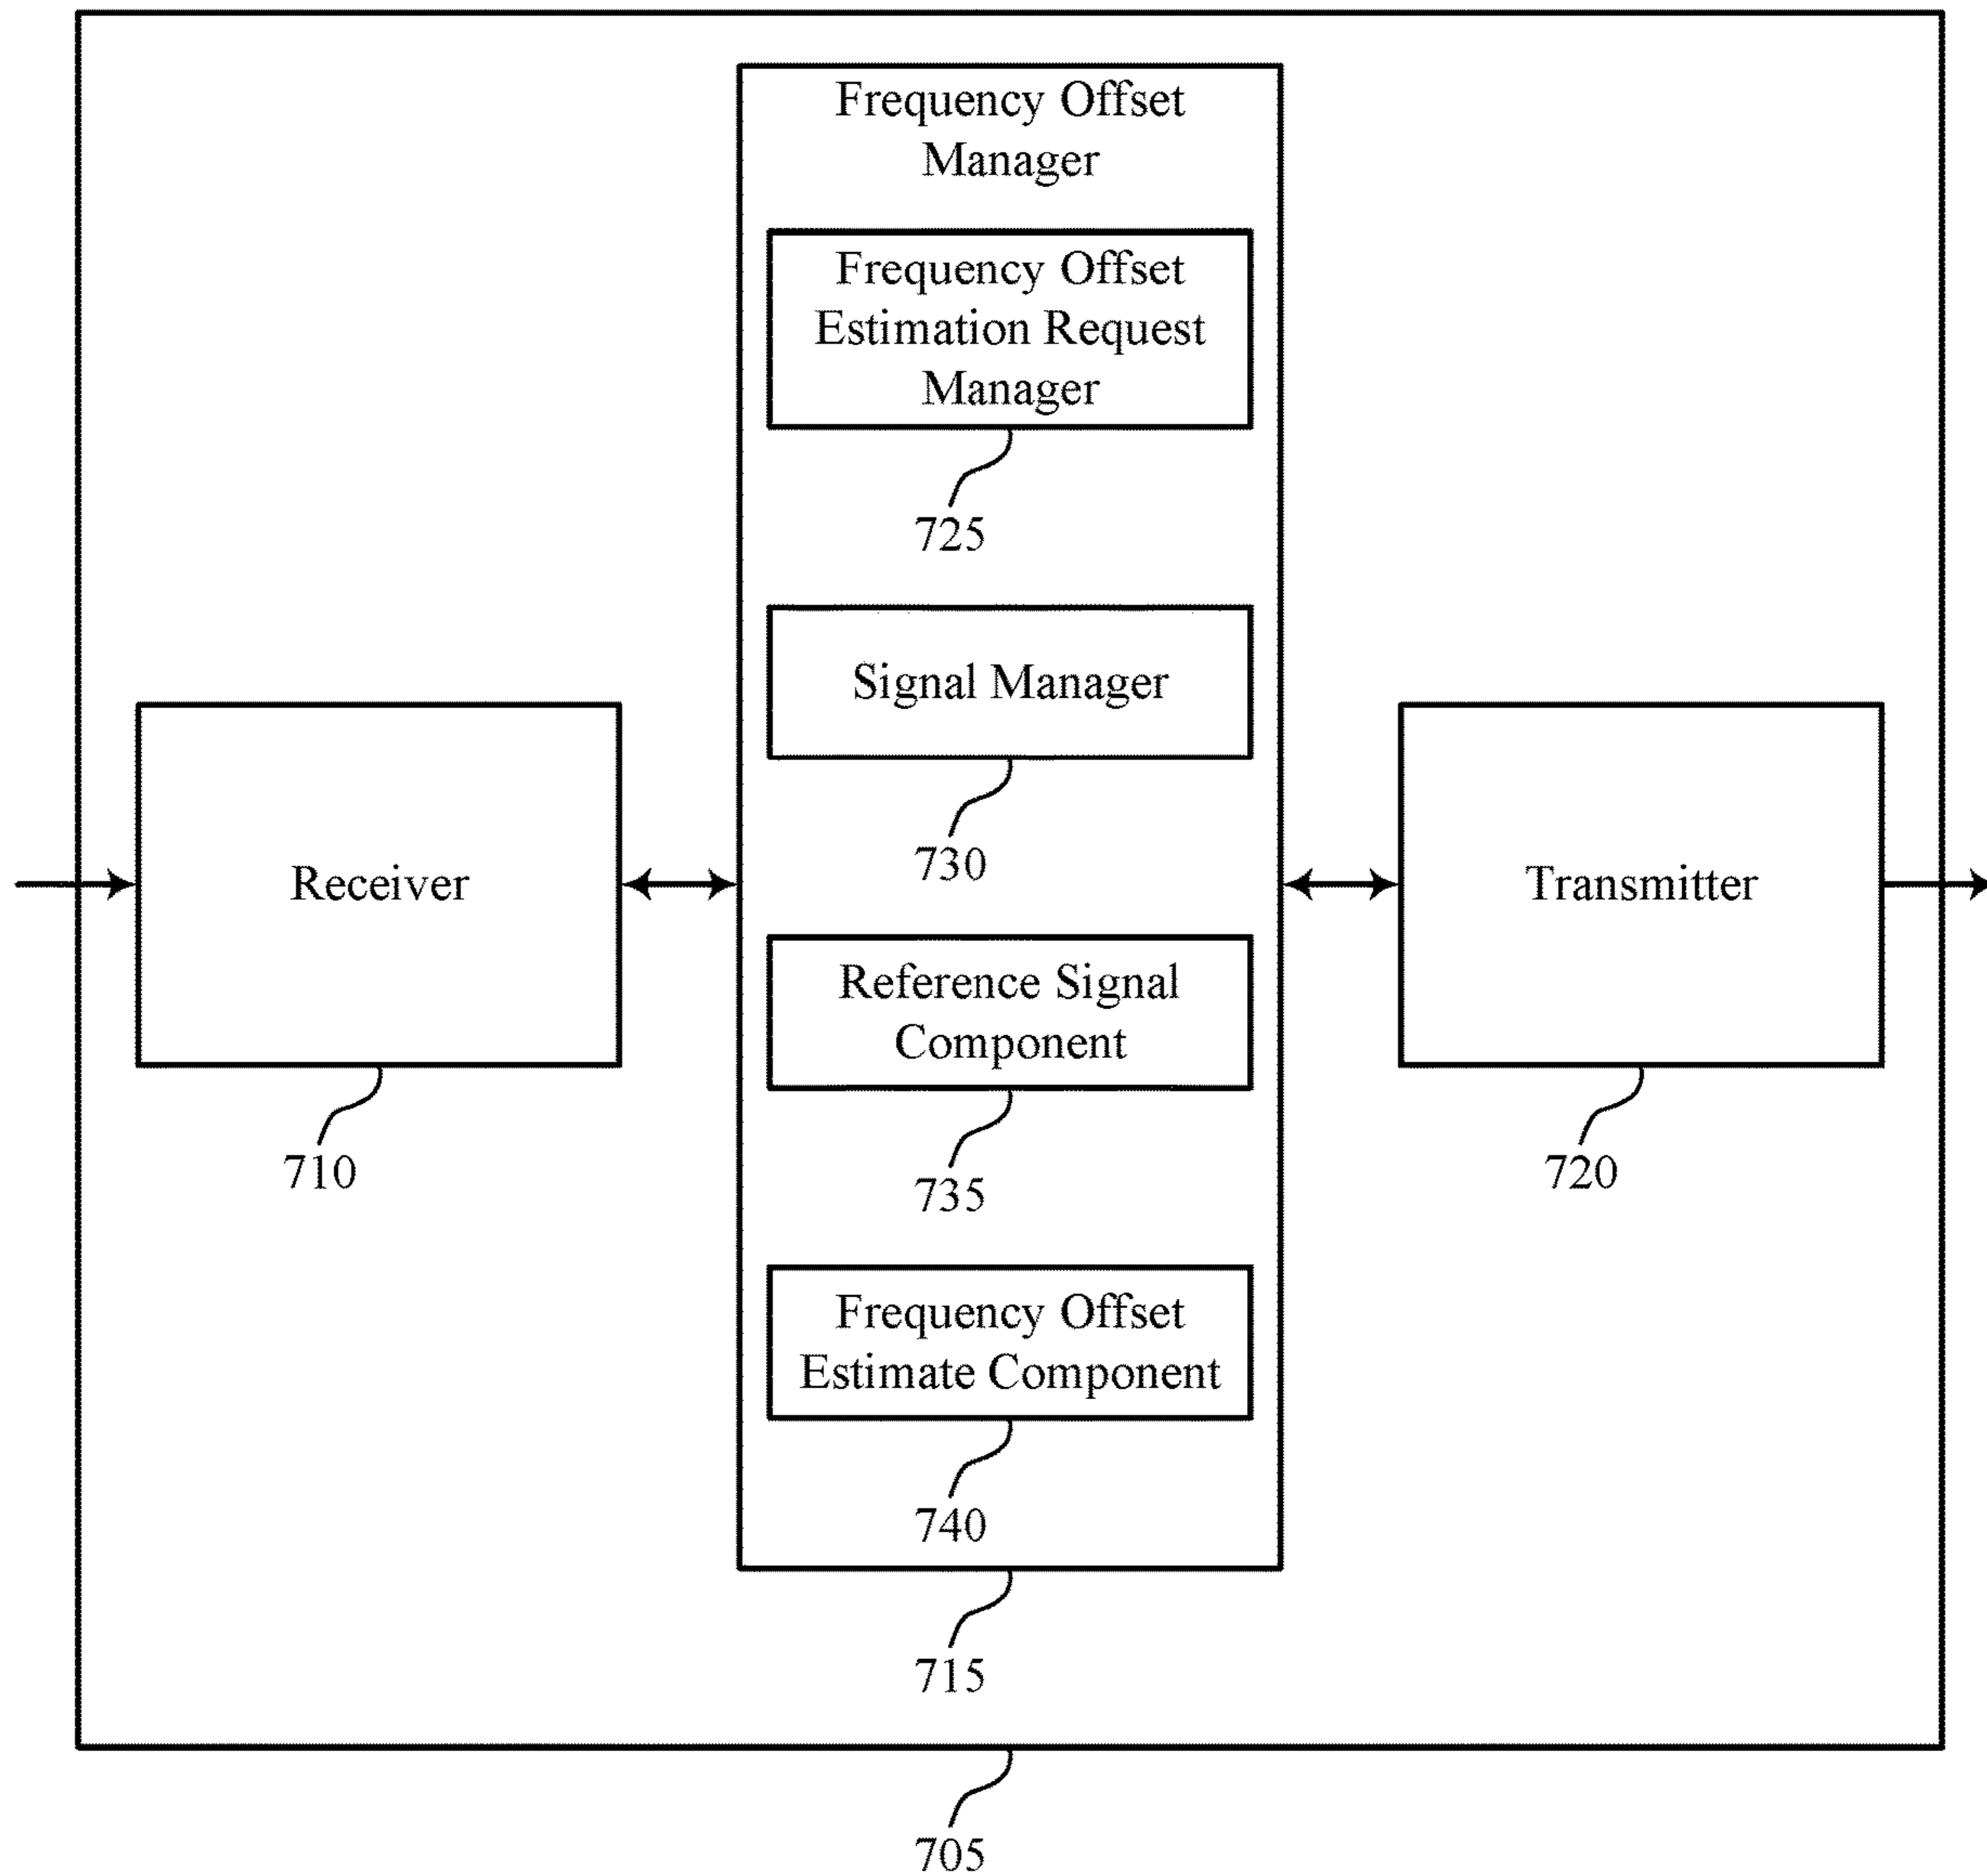 Frequency Offset
Manager
Frequency Offset
Estimation Request
Manager
725
Signal Manager
730
Receiver
710
Transmitter
720
Reference Signal
Component
735
Frequency Offset
Estimate Component
740
715
705